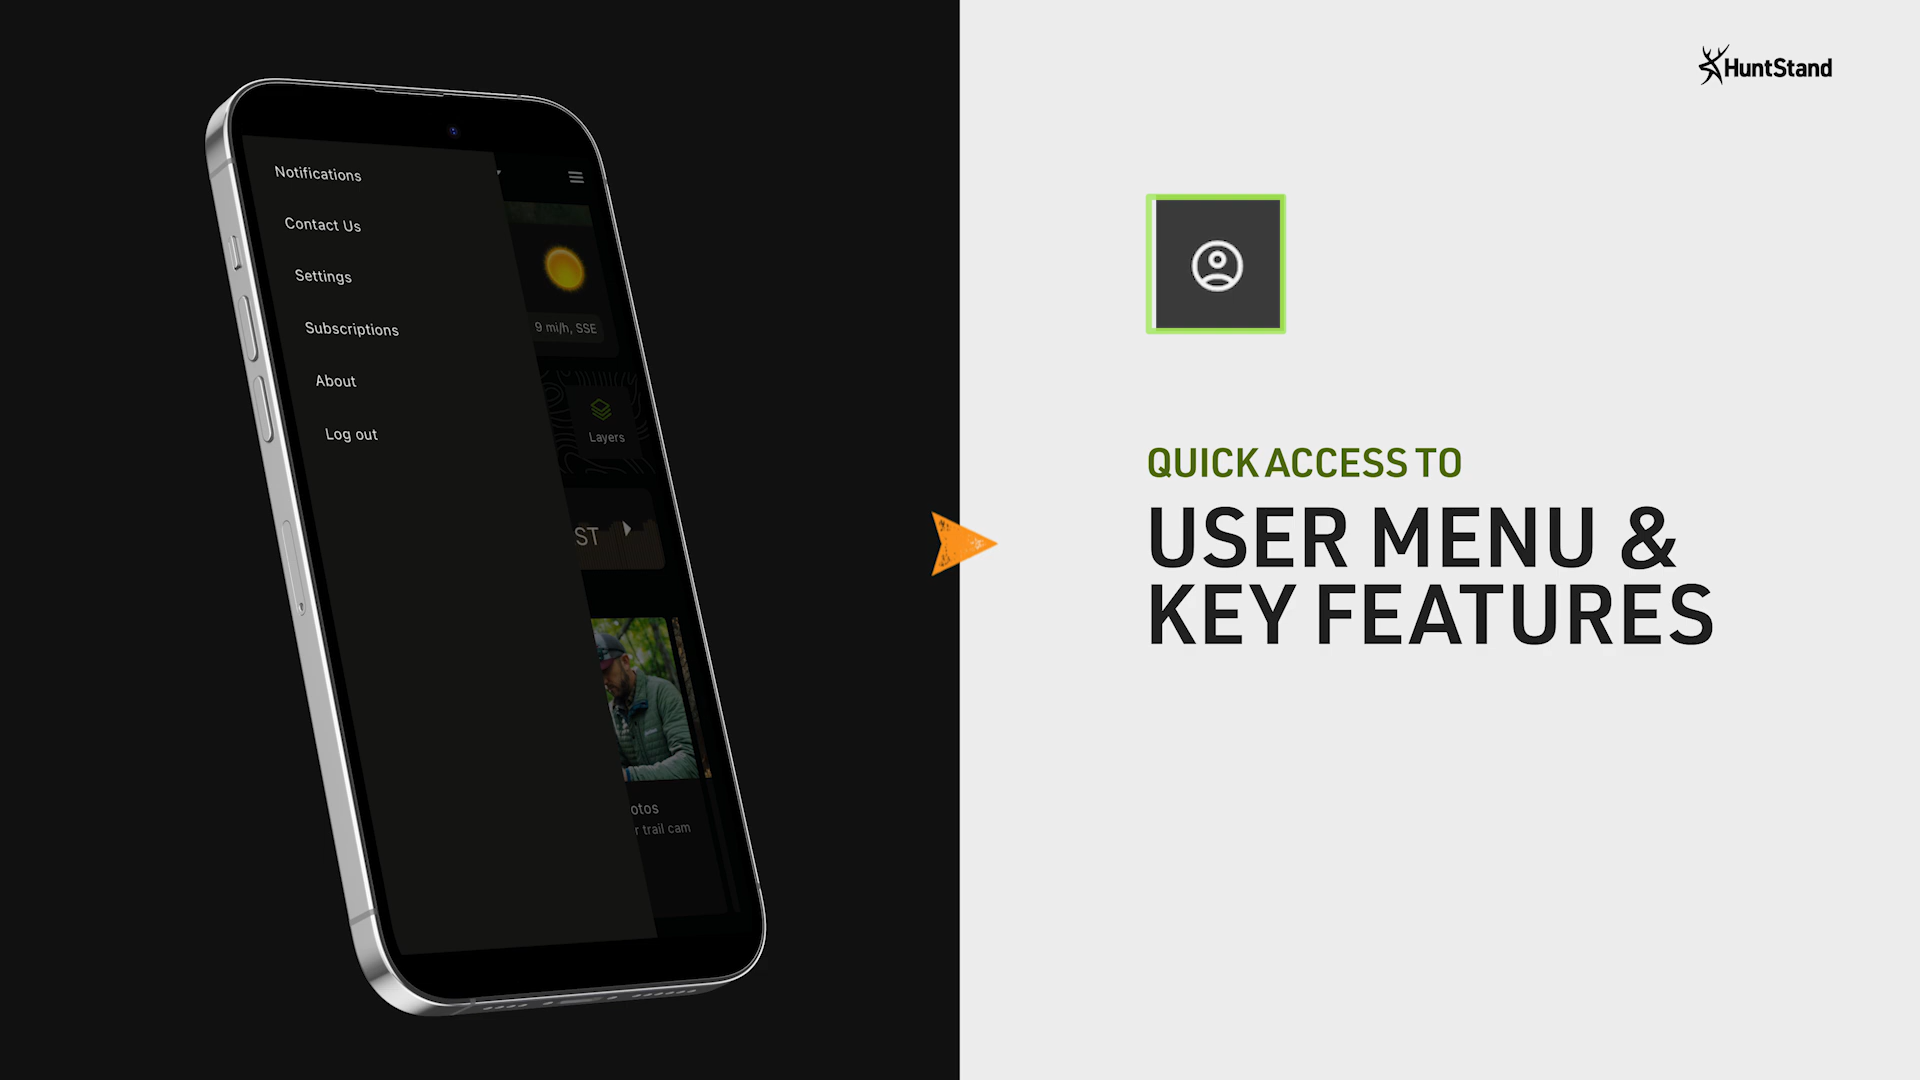 Notifications
Contact Us
Settings
Subscriptions
About
Log out
9 mi/h, SSE
Layers
ST
otos
r trail cam
HuntStand
QUICK ACCESS TO
USER MENU &
KEY FEATURES